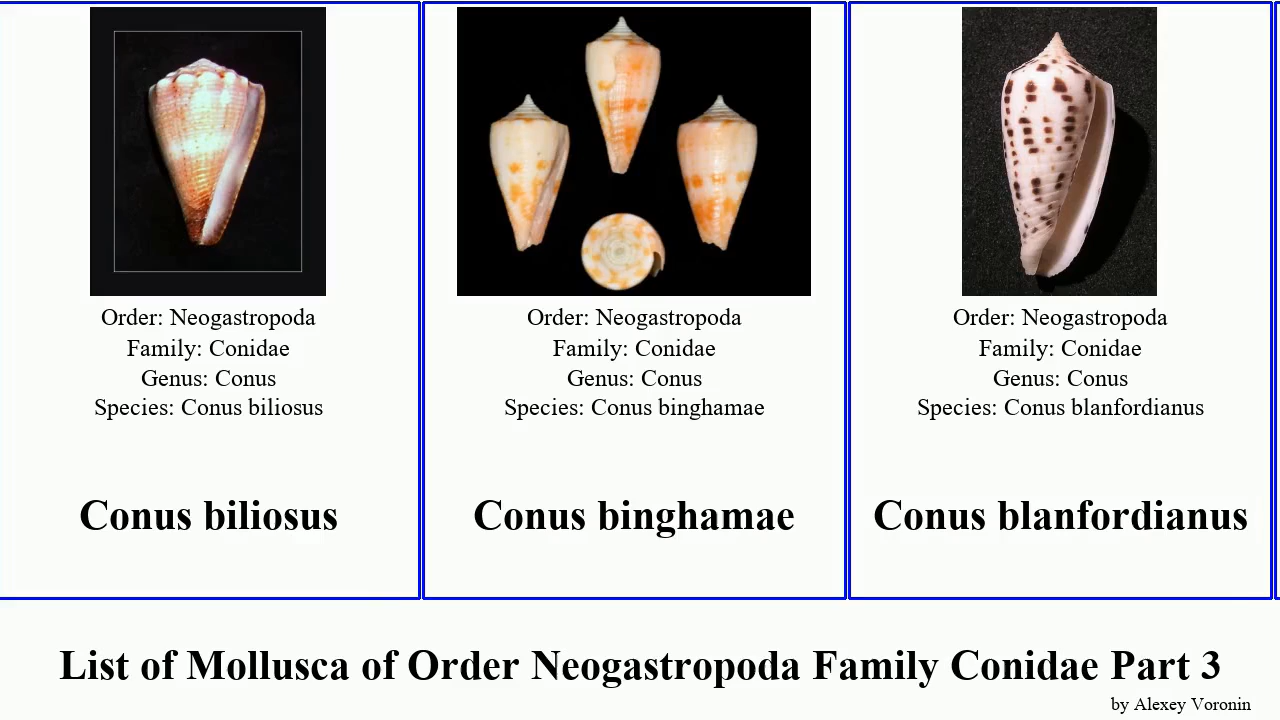 Order: Neogastropoda
Family: Conidae
Genus: Conus
Species: Conus biliosus
Conus biliosus
Order: Neogastropoda
Family: Conidae
Genus: Conus
Species: Conus binghamae
Conus binghamae
Order: Neogastropoda
Family: Conidae
Genus: Conus
Species: Conus blanfordianus
Conus blanfordianus
List of Mollusca of Order Neogastropoda Family Conidae Part 3
by Alexey Voronin